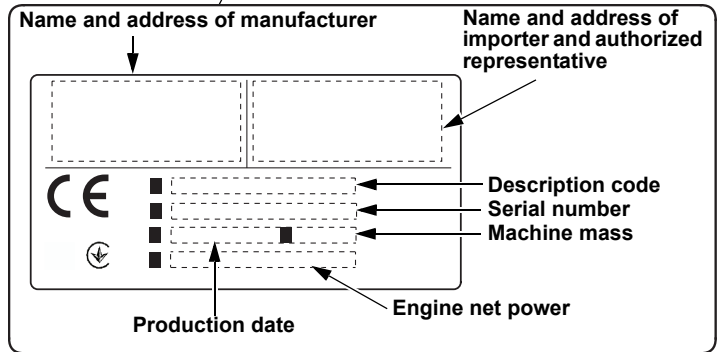 Name and address of manufacturer
Name and address of
importer and authorized
representative
CE
Description code
Serial number
Machine mass
Engine net power
Production date